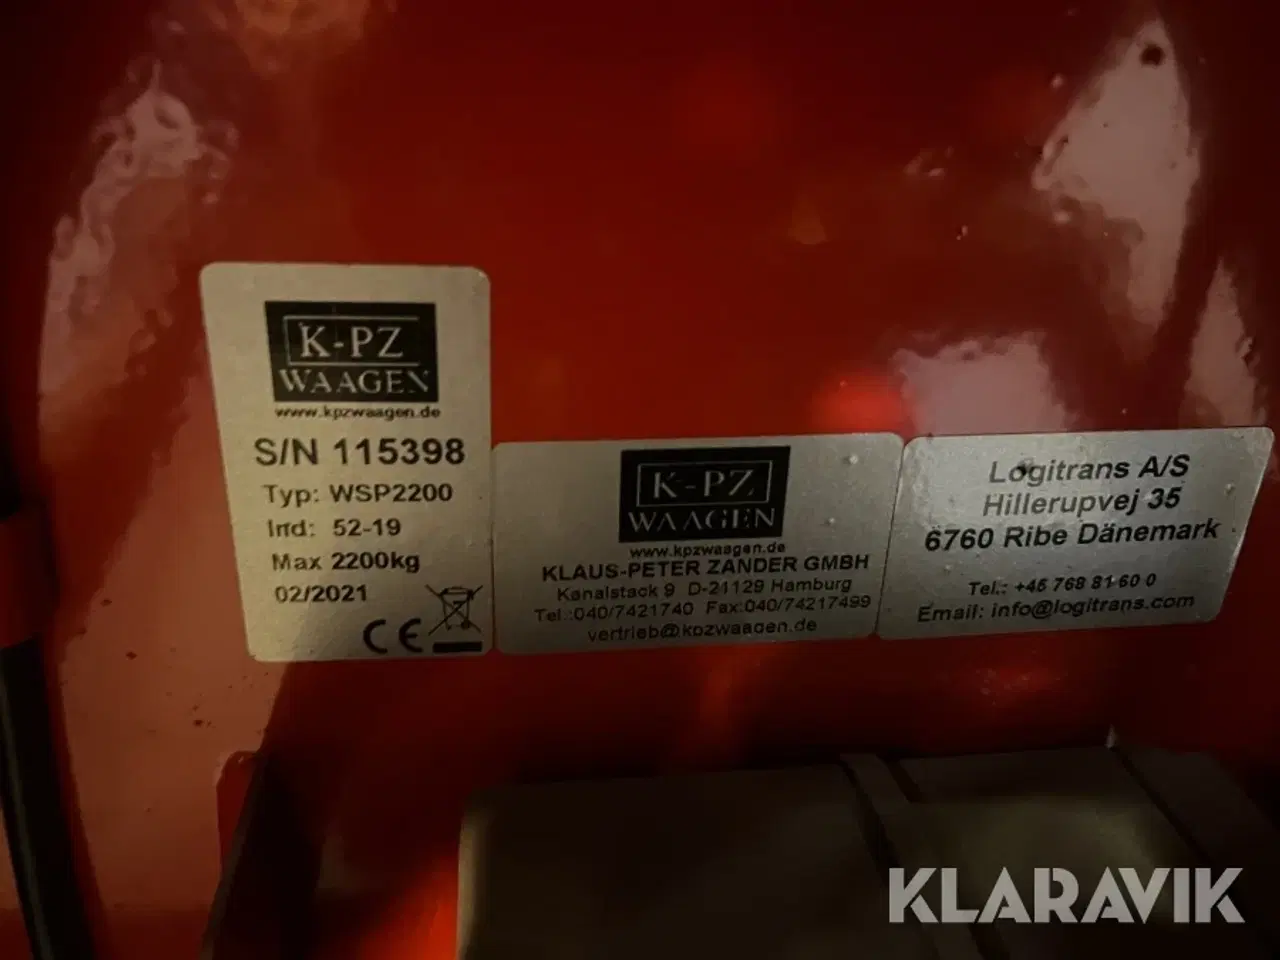 K-PZ
WAAGEN
www.kpzwaagen.de
S/N 115398
Typ: WSP2200
Ind: 52-19
Max 2200kg
02/2021
CE
K-PZ
WAAGEN
www.kpzwaagen.de
KLAUS-PETER ZANDER GMBH
Kanalstack 9 D-21129 Hamburg
Tel.:040/7421740 Fax:040/74217499
vertrieb@kpzwaagen.de
Logitrans A/S
Hillerupvej 35
6760 Ribe Dänemark
Tel.: +45 768 81 60 0
Email: info@logitrans.com
KLARAVIK